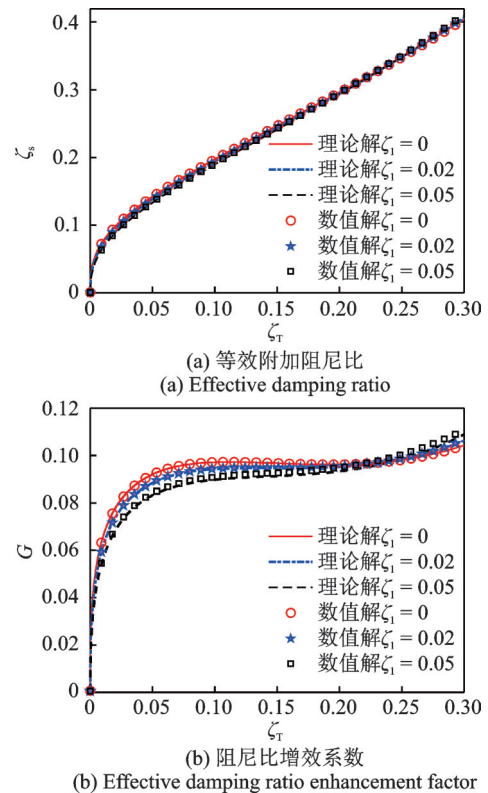 0.4
0.3
0.2
0.1
0
ζs
理论解ζ1 = 0
理论解ζ1 = 0.02
理论解ζ1 = 0.05
数值解ζ1 = 0
数值解ζ1 = 0.02
数值解ζ1 = 0.05
0 0.05 0.10 0.15 0.20 0.25 0.30
ζT
(a) 等效附加阻尼比
(a) Effective damping ratio
0.12
0.10
0.08
0.06
0.04
0.02
0
G
理论解ζ1 = 0
理论解ζ1 = 0.02
理论解ζ1 = 0.05
数值解ζ1 = 0
数值解ζ1 = 0.02
数值解ζ1 = 0.05
0 0.05 0.10 0.15 0.20 0.25 0.30
ζT
(b) 阻尼比增效系数
(b) Effective damping ratio enhancement factor